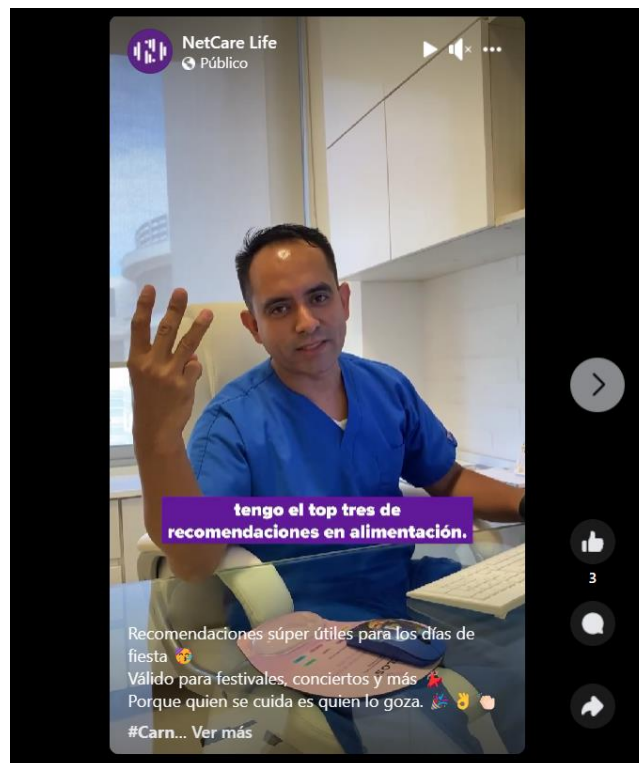 NetCare Life
Público
tengo el top tres de
recomendaciones en alimentación.
Recomendaciones súper útiles para los días de
fiesta 🥳
Válido para festivales, conciertos y más 💃
Porque quien se cuida es quien lo goza. 🎉👌👏🏻
#Carn... Ver más
3